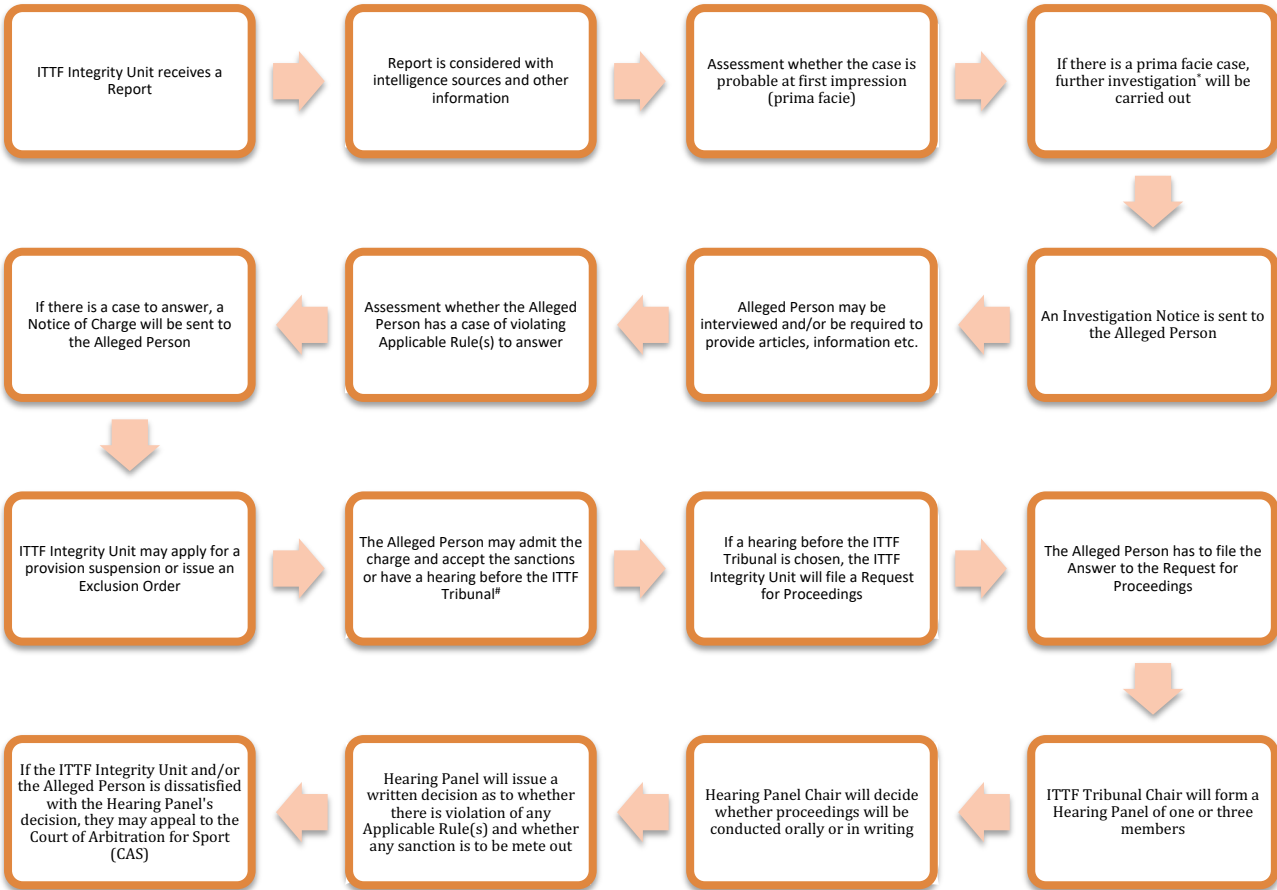 ITTF Integrity Unit receives a
Report
Report is considered with
intelligence sources and other
information
Assessment whether the case is
probable at first impression
(prima facie)
If there is a prima facie case,
further investigation* will be
carried out
An Investigation Notice is sent to
the Alleged Person
Alleged Person may be
interviewed and/or be required to
provide articles, information etc.
Assessment whether the Alleged
Person has a case of violating
Applicable Rule(s) to answer
If there is a case to answer, a
Notice of Charge will be sent to
the Alleged Person
ITTF Integrity Unit may apply for a
provision suspension or issue an
Exclusion Order
The Alleged Person may admit the
charge and accept the sanctions
or have a hearing before the ITTF
Tribunal#
If a hearing before the ITTF
Tribunal is chosen, the ITTF
Integrity Unit will file a Request
for Proceedings
The Alleged Person has to file the
Answer to the Request for
Proceedings
ITTF Tribunal Chair will form a
Hearing Panel of one or three
members
Hearing Panel Chair will decide
whether proceedings will be
conducted orally or in writing
Hearing Panel will issue a
written decision as to whether
there is violation of any
Applicable Rule(s) and whether
any sanction is to be mete out
If the ITTF Integrity Unit and/or
the Alleged Person is dissatisfied
with the Hearing Panel's
decision, they may appeal to the
Court of Arbitration for Sport
(CAS)